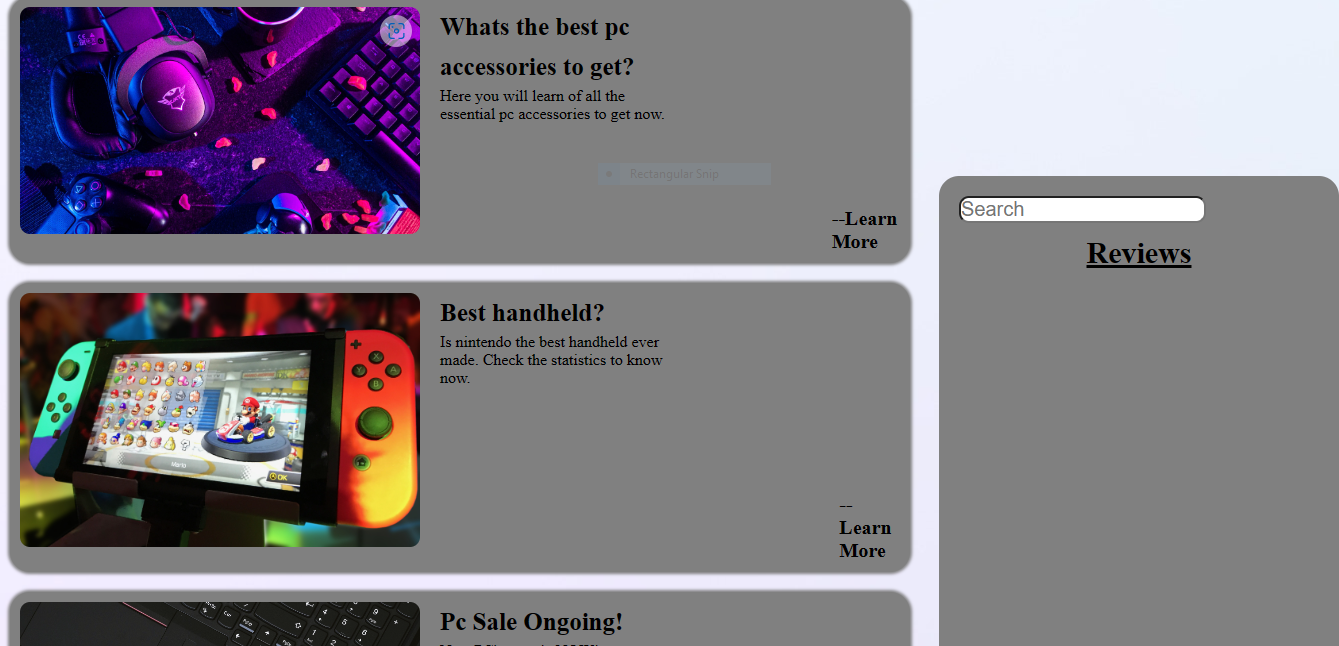 Whats the best pc
accessories to get?
Here you will learn of all the
essential pc accessories to get now.
Rectangular Snip
--Learn
More
Search
Reviews
Best handheld?
Is nintendo the best handheld ever
made. Check the statistics to know
now.
Mario
OK
X
Y
A
B
--
Learn
More
Pc Sale Ongoing!